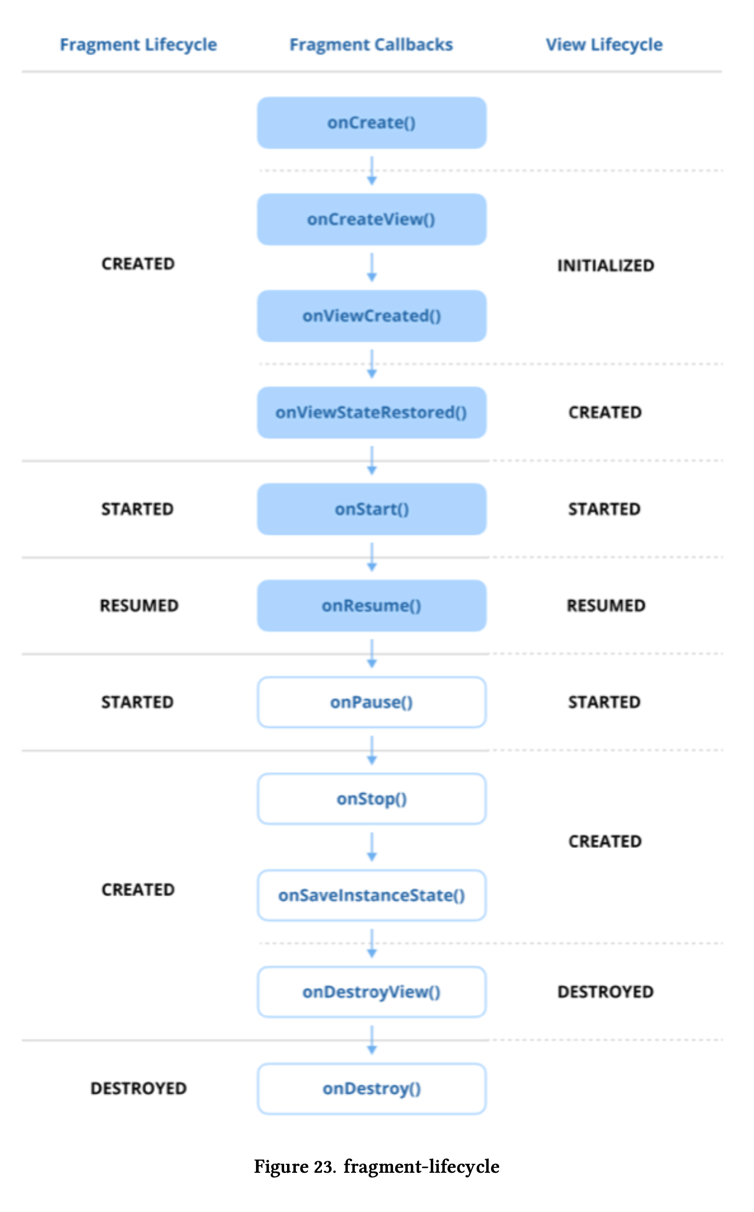 Fragment Lifecycle Fragment Callbacks View Lifecycle
onCreate()
onCreateView()
CREATED INITIALIZED
onViewCreated()
onViewStateRestored() CREATED
STARTED onStart() STARTED
RESUMED onResume() RESUMED
STARTED onPause() STARTED
onStop()
CREATED
CREATED onSaveInstanceState()
onDestroyView() DESTROYED
DESTROYED onDestroy()
Figure 23. fragment-lifecycle